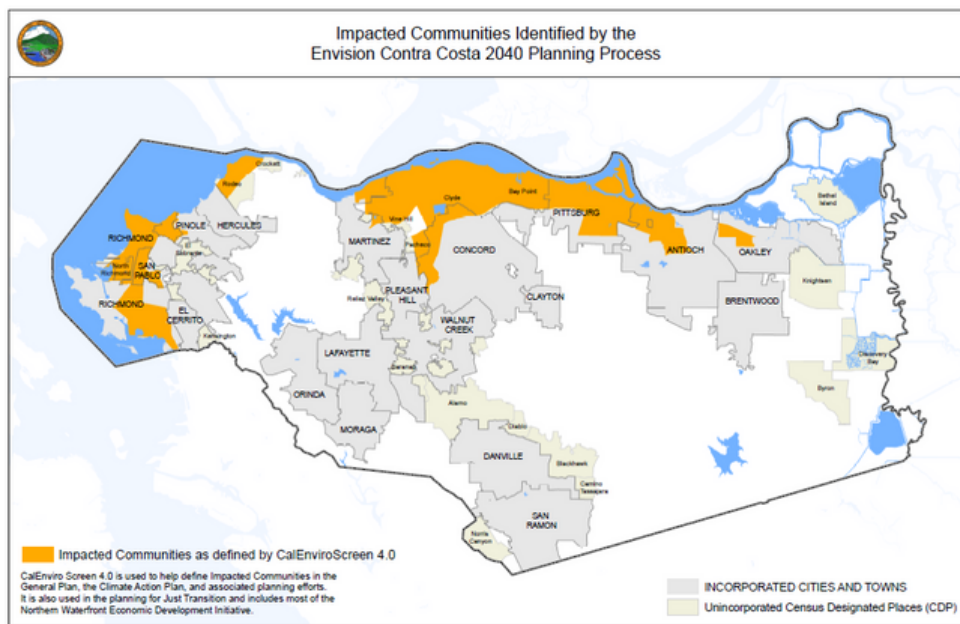 Impacted Communities Identified by the
Envision Contra Costa 2040 Planning Process
Crockett
Rodeo
Bethel
Island
Clyde
Bay Point
PINOLE
HERCULES
PITTSBURG
Vine Hill
RICHMOND
MARTINEZ
Pacheco
CONCORD
ANTIOCH
OAKLEY
El
Sobrante
North
Richmond
SAN
PABLO
Knightsen
RICHMOND
PLEASANT
HILL
Reliez Valley
CLAYTON
BRENTWOOD
EL
CERRITO
Kensington
WALNUT
CREEK
LAFAYETTE
Saranap
Discovery
Bay
ORINDA
Byron
Alamo
MORAGA
Diablo
DANVILLE
Blackhawk
Camino
Tassajara
SAN
RAMON
Norris
Canyon
Impacted Communities as defined by CalEnviroScreen 4.0
CalEnviro Screen 4.0 is used to help define Impacted Communities in the
General Plan, the Climate Action Plan, and associated planning efforts.
It is also used in the planning for Just Transition and includes most of the
Northern Waterfront Economic Development Initiative.
INCORPORATED CITIES AND TOWNS
Unincorporated Census Designated Places (CDP)